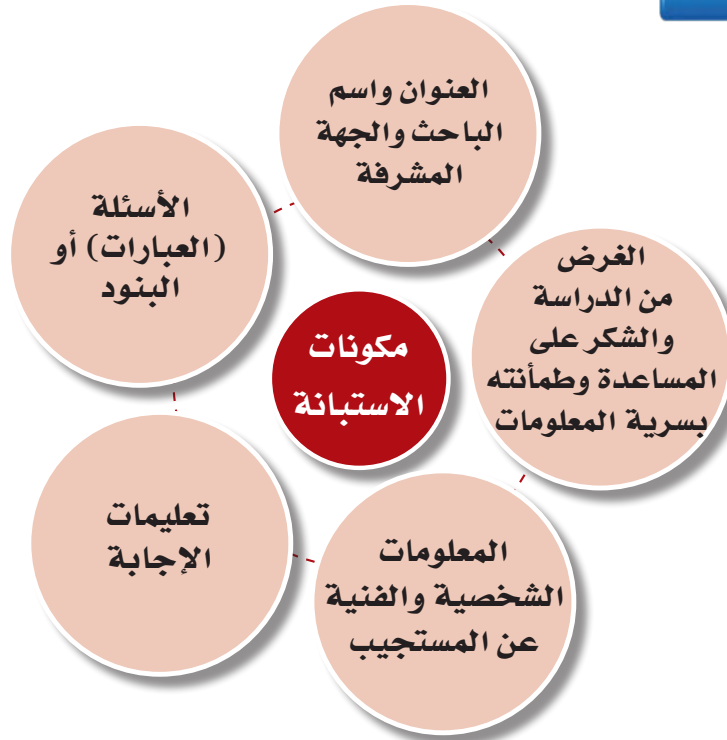 مكونات
الاستبانة
العنوان واسم
الباحث والجهة
المشرفة
الغرض
من الدراسة
والشكر على
المساعدة وطمأنته
بسرية المعلومات
المعلومات
الشخصية والفنية
عن المستجيب
تعليمات
الإجابة
الأسئلة
(العبارات) أو
البنود